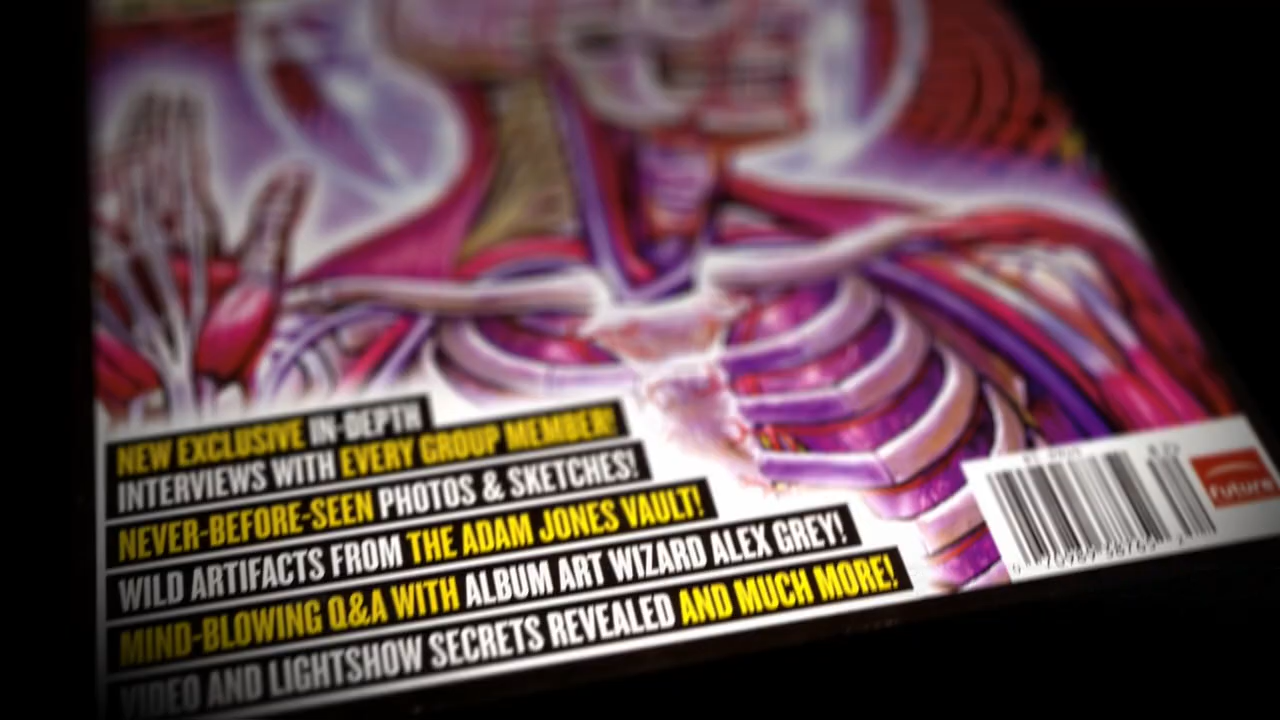 NEW EXCLUSIVE IN-DEPTH
INTERVIEWS WITH EVERY GROUP MEMBER!
NEVER-BEFORE-SEEN PHOTOS & SKETCHES!
WILD ARTIFACTS FROM THE ADAM JONES VAULT!
MIND-BLOWING Q&A WITH ALBUM ART WIZARD ALEX GREY!
VIDEO AND LIGHTSHOW SECRETS REVEALED AND MUCH MORE!
Future